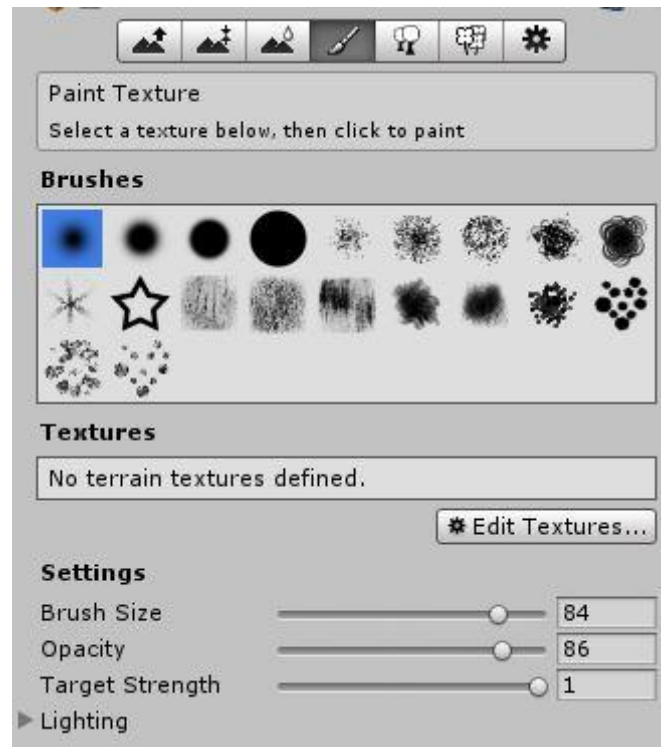 Paint Texture
Select a texture below, then click to paint
Brushes
Textures
No terrain textures defined.
Edit Textures...
Settings
Brush Size 84
Opacity 86
Target Strength 1
Lighting